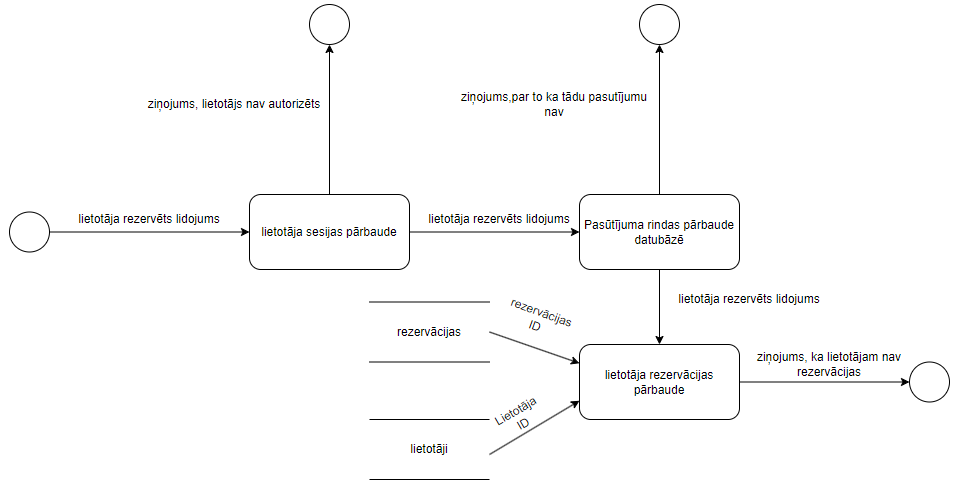 ziņojums, lietotājs nav autorizēts
ziņojums,par to ka tādu pasutījumu
nav
lietotāja rezervēts lidojums
lietotāja sesijas pārbaude
lietotāja rezervēts lidojums
Pasūtījuma rindas pārbaude
datubāzē
lietotāja rezervēts lidojums
rezervācijas
rezervācijas
ID
lietotāja rezervācijas
pārbaude
ziņojums, ka lietotājam nav
rezervācijas
Lietotāja
ID
lietotāji